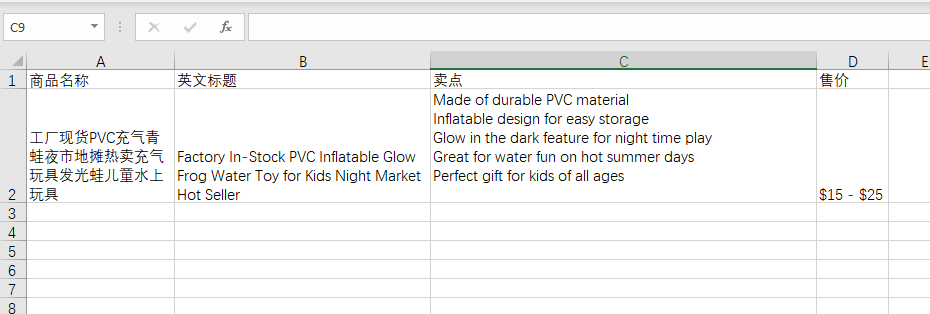 C9
fx
A B C D E
1 商品名称 英文标题 卖点 售价
Made of durable PVC material
Inflatable design for easy storage
工厂现货PVC充气青
Glow in the dark feature for night time play
蛙夜市地摊热卖充气
Factory In-Stock PVC Inflatable Glow
Great for water fun on hot summer days
玩具发光蛙儿童水上
Frog Water Toy for Kids Night Market
Perfect gift for kids of all ages
2 玩具
Hot Seller
$15 - $25
3
4
5
6
7
8